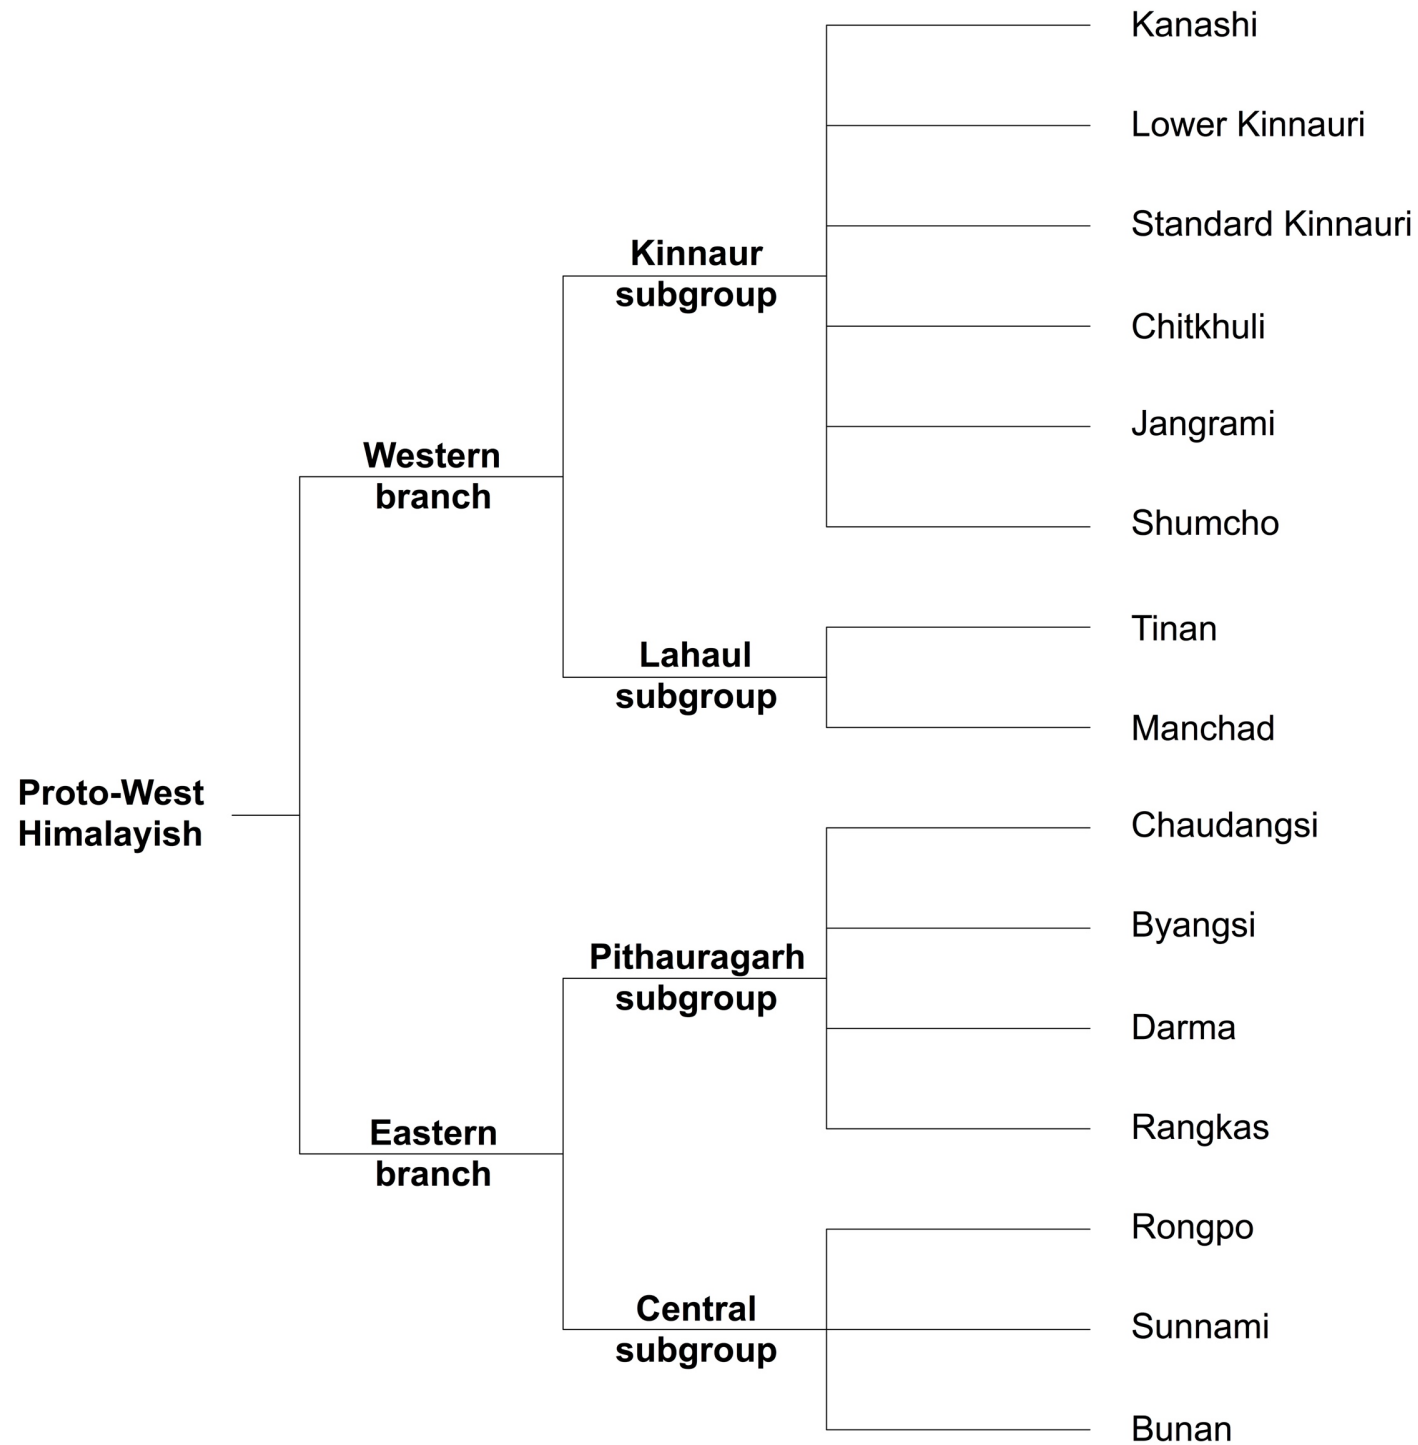 Kanashi
Lower Kinnauri
Standard Kinnauri
Kinnaur
subgroup
Chitkhuli
Jangrami
Western
branch
Shumcho
Tinan
Lahaul
subgroup
Manchad
Proto-West
Himalayish
Chaudangsi
Byangsi
Pithauragarh
subgroup
Darma
Rangkas
Eastern
branch
Rongpo
Central
subgroup
Sunnami
Bunan